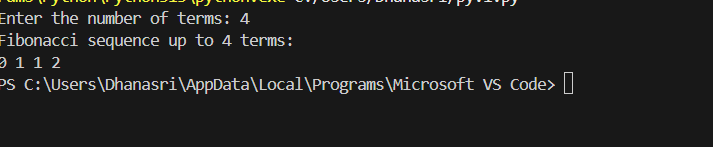 Enter the number of terms: 4
Fibonacci sequence up to 4 terms:
0 1 1 2
PS C:\Users\Dhanasri\AppData\Local\Programs\Microsoft VS Code>